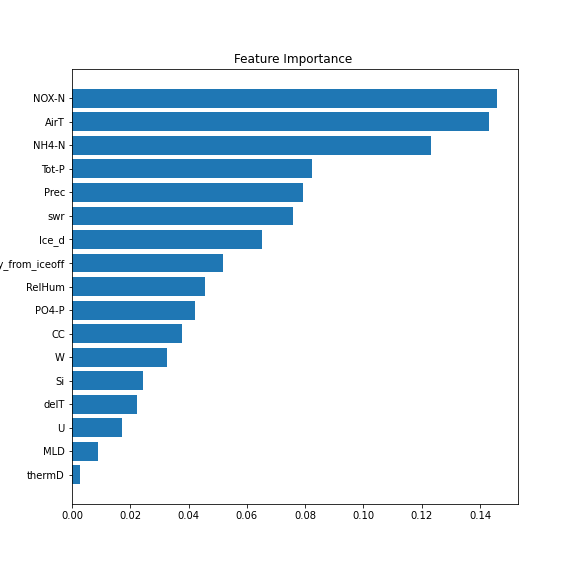 Feature Importance
NOX-N
AirT
NH4-N
Tot-P
Prec
swr
Ice_d
y_from_iceoff
RelHum
PO4-P
CC
W
Si
delT
U
MLD
thermD
0.00 0.02 0.04 0.06 0.08 0.10 0.12 0.14